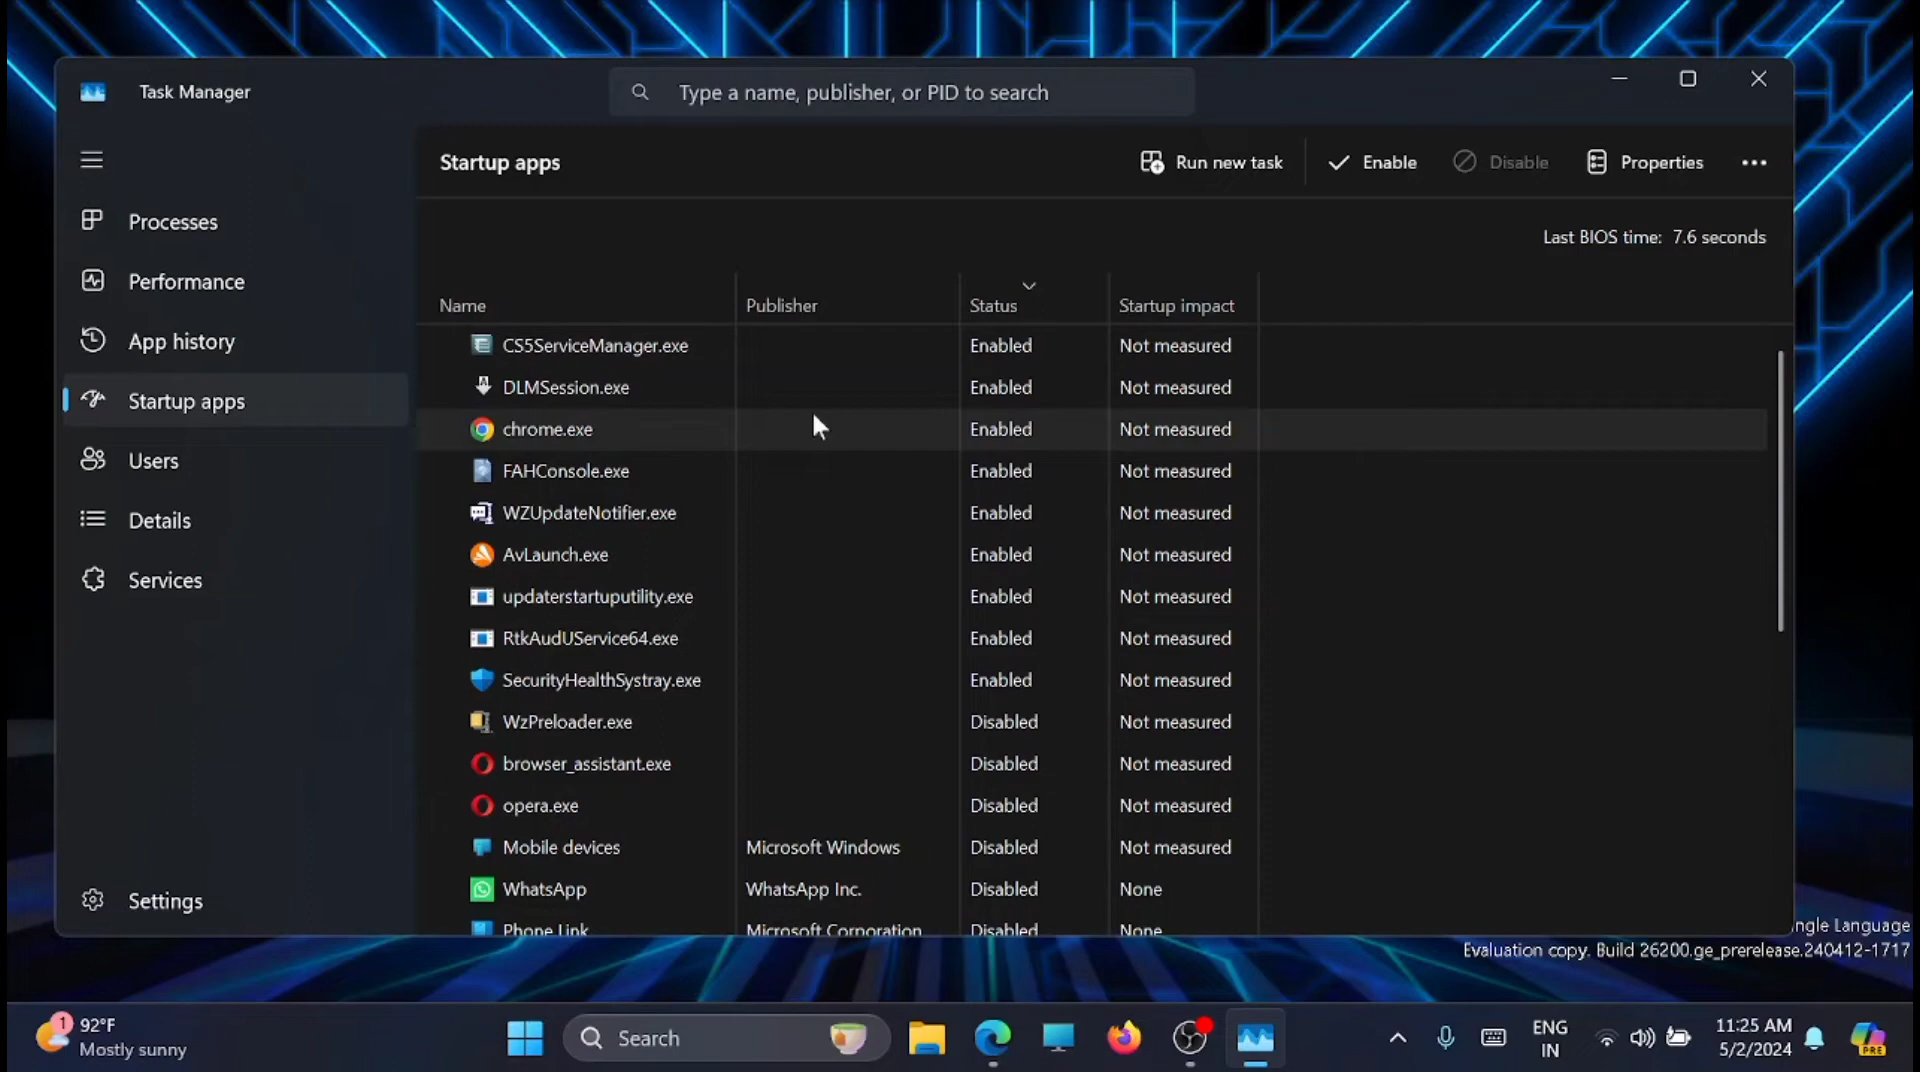 Task Manager
Type a name, publisher, or PID to search
Startup apps
Run new task
Enable
Disable
Properties
Last BIOS time: 7.6 seconds
Processes
Performance
App history
Startup apps
Users
Details
Services
Settings
Name Publisher Status Startup impact
CS5ServiceManager.exe Enabled Not measured
DLMSession.exe Enabled Not measured
chrome.exe Enabled Not measured
FAHConsole.exe Enabled Not measured
WZUpdateNotifier.exe Enabled Not measured
AvLaunch.exe Enabled Not measured
updaterstartuputility.exe Enabled Not measured
RtkAudUService64.exe Enabled Not measured
SecurityHealthSystray.exe Enabled Not measured
WzPreloader.exe Disabled Not measured
browser_assistant.exe Disabled Not measured
opera.exe Disabled Not measured
Mobile devices Microsoft Windows Disabled Not measured
WhatsApp WhatsApp Inc. Disabled None
Phone Link Microsoft Corporation Disabled None
ngle Language
Evaluation copy. Build 26200.ge_prerelease.240412-1717
1
92°F
Mostly sunny
Search
ENG
IN
11:25 AM
5/2/2024
PRE